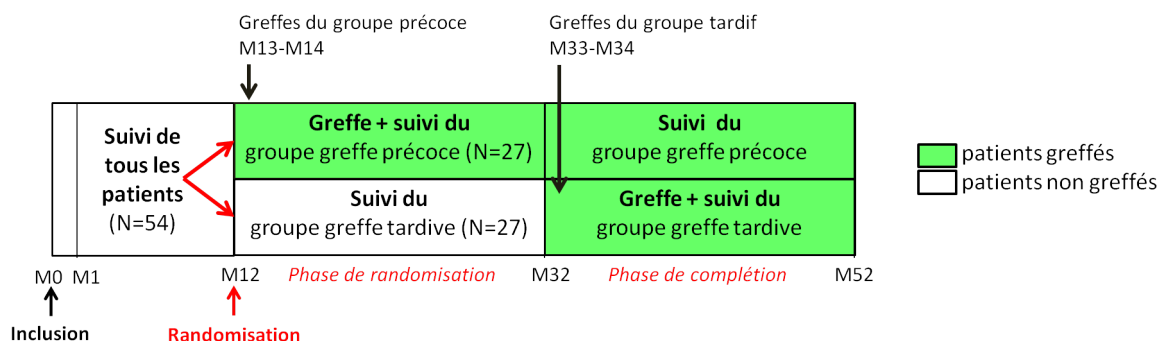 Greffes du groupe précoce
M13-M14
Greffes du groupe tardif
M33-M34
Suivi de
tous les
patients
(N=54)
Greffe + suivi du
groupe greffe précoce (N=27)
Suivi du
groupe greffe précoce
Suivi du
groupe greffe tardive (N=27)
Greffe + suivi du
groupe greffe tardive
patients greffés
patients non greffés
M0
M1
M12
Phase de randomisation
M32
Phase de complétion
M52
Inclusion
Randomisation